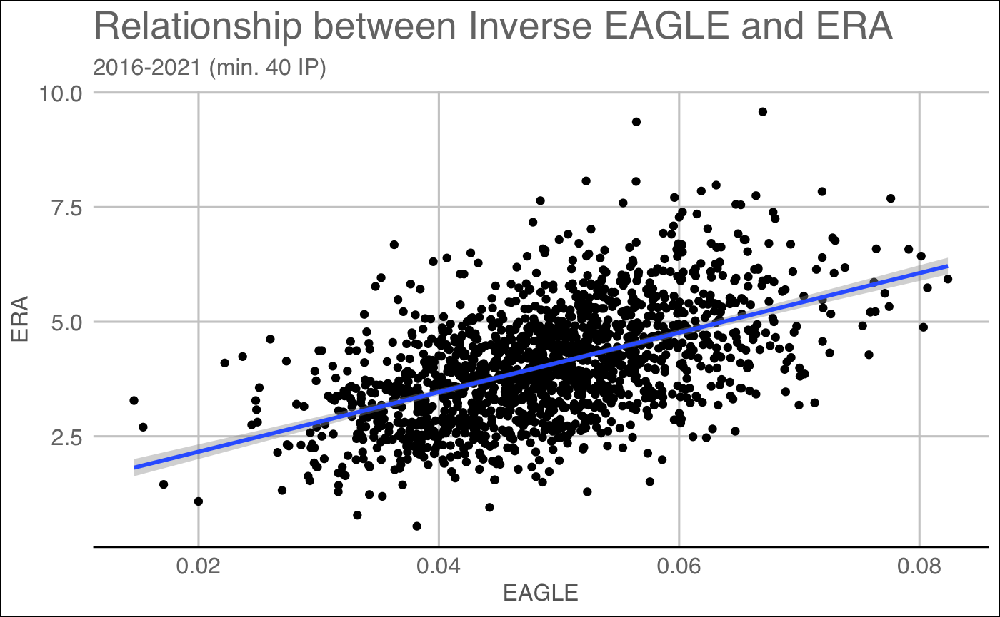 Relationship between Inverse EAGLE and ERA
2016-2021 (min. 40 IP)
10.0
7.5
5.0
2.5
ERA
0.02 0.04 0.06 0.08
EAGLE